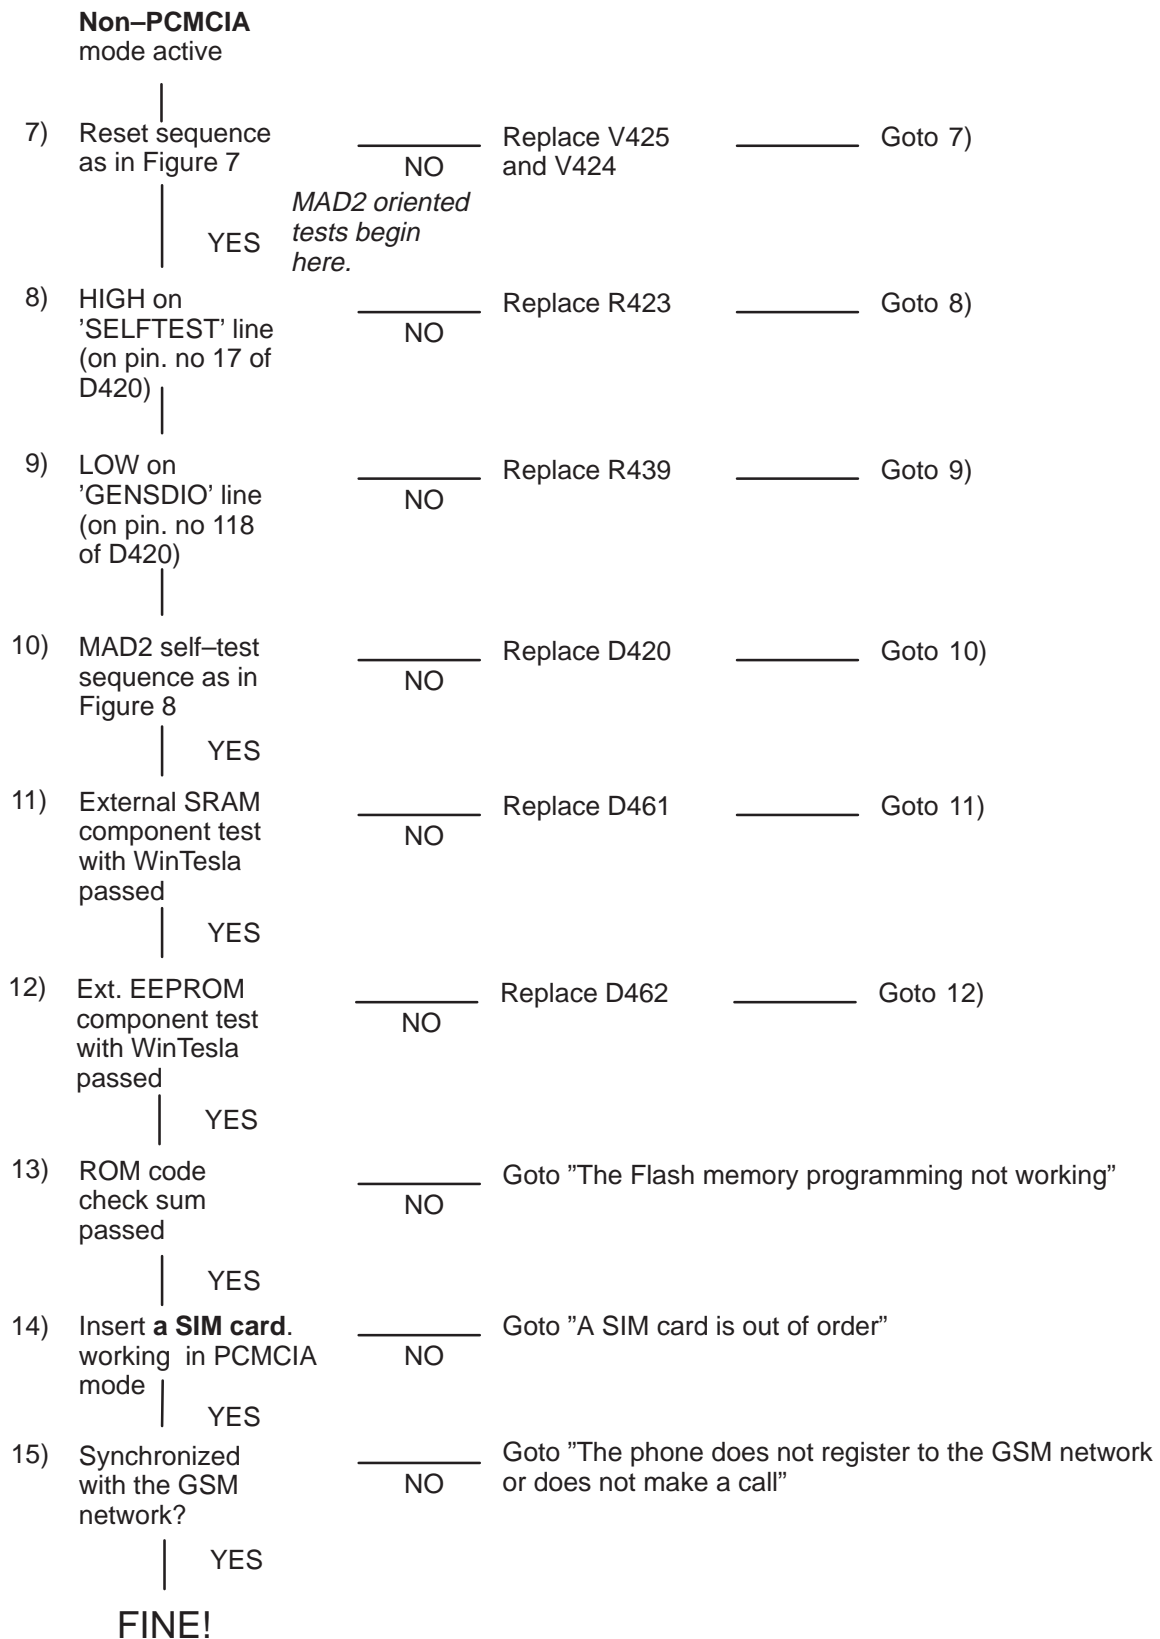 Non–PCMCIA
mode active
7) Reset sequence
as in Figure 7
NO
Replace V425
and V424
Goto 7)
YES
MAD2 oriented
tests begin
here.
8) HIGH on
’SELFTEST’ line
(on pin. no 17 of
D420)
NO
Replace R423
Goto 8)
9) LOW on
’GENSDIO’ line
(on pin. no 118
of D420)
NO
Replace R439
Goto 9)
10) MAD2 self–test
sequence as in
Figure 8
NO
Replace D420
Goto 10)
YES
11) External SRAM
component test
with WinTesla
passed
NO
Replace D461
Goto 11)
YES
12) Ext. EEPROM
component test
with WinTesla
passed
NO
Replace D462
Goto 12)
YES
13) ROM code
check sum
passed
NO
Goto ”The Flash memory programming not working”
YES
14) Insert a SIM card.
working in PCMCIA
mode
NO
Goto ”A SIM card is out of order”
YES
15) Synchronized
with the GSM
network?
NO
Goto ”The phone does not register to the GSM network
or does not make a call”
YES
FINE!